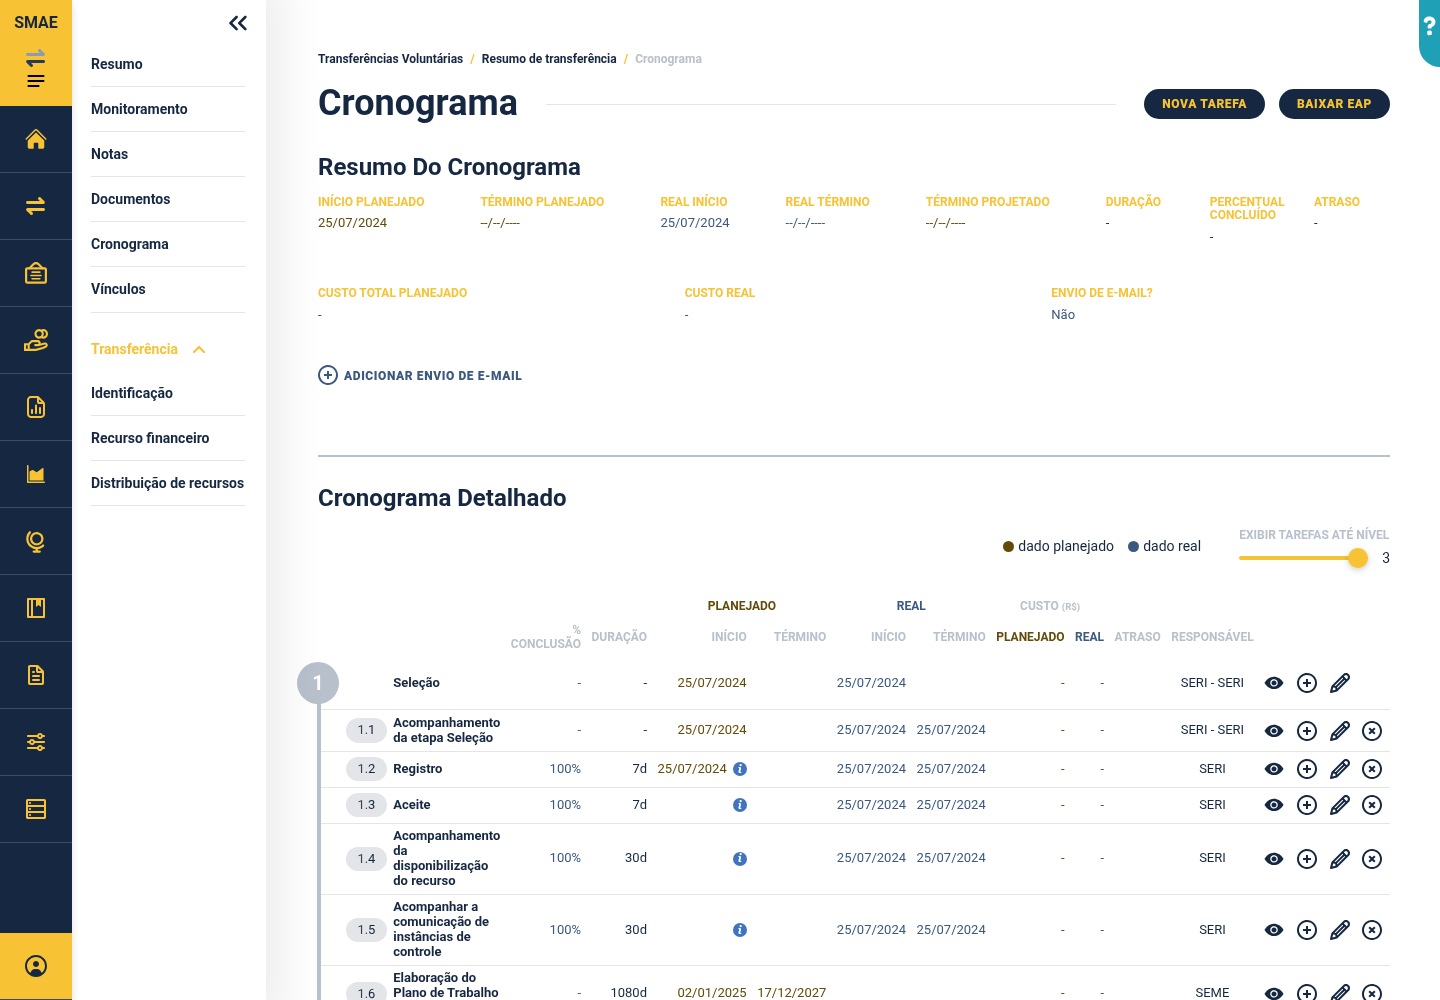 SMAE
Resumo
Monitoramento
Notas
Documentos
Cronograma
Vínculos
Transferência
Identificação
Recurso financeiro
Distribuição de recursos
?
Transferências Voluntárias / Resumo de transferência / Cronograma
Cronograma
NOVA TAREFA
BAIXAR EAP
Resumo Do Cronograma
INÍCIO PLANEJADO TÉRMINO PLANEJADO REAL INÍCIO REAL TÉRMINO TÉRMINO PROJETADO DURAÇÃO PERCENTUAL CONCLUÍDO ATRASO
25/07/2024 --/--/---- 25/07/2024 --/--/---- --/--/---- - - -
CUSTO TOTAL PLANEJADO CUSTO REAL ENVIO DE E-MAIL?
- - Não
ADICIONAR ENVIO DE E-MAIL
Cronograma Detalhado
dado planejado dado real
EXIBIR TAREFAS ATÉ NÍVEL
3
PLANEJADO REAL CUSTO (R$)
% CONCLUSÃO DURAÇÃO INÍCIO TÉRMINO INÍCIO TÉRMINO PLANEJADO REAL ATRASO RESPONSÁVEL
1 Seleção - - 25/07/2024 25/07/2024 - - SERI - SERI
1.1 Acompanhamento
da etapa Seleção - - 25/07/2024 25/07/2024 25/07/2024 - - SERI - SERI
1.2 Registro 100% 7d 25/07/2024 i 25/07/2024 25/07/2024 - - SERI
1.3 Aceite 100% 7d i 25/07/2024 25/07/2024 - - SERI
1.4 Acompanhamento
da
disponibilização
do recurso 100% 30d i 25/07/2024 25/07/2024 - - SERI
1.5 Acompanhar a
comunicação de
instâncias de
controle 100% 30d i 25/07/2024 25/07/2024 - - SERI
1.6 Elaboração do
Plano de Trabalho - 1080d 02/01/2025 17/12/2027 - - SEME